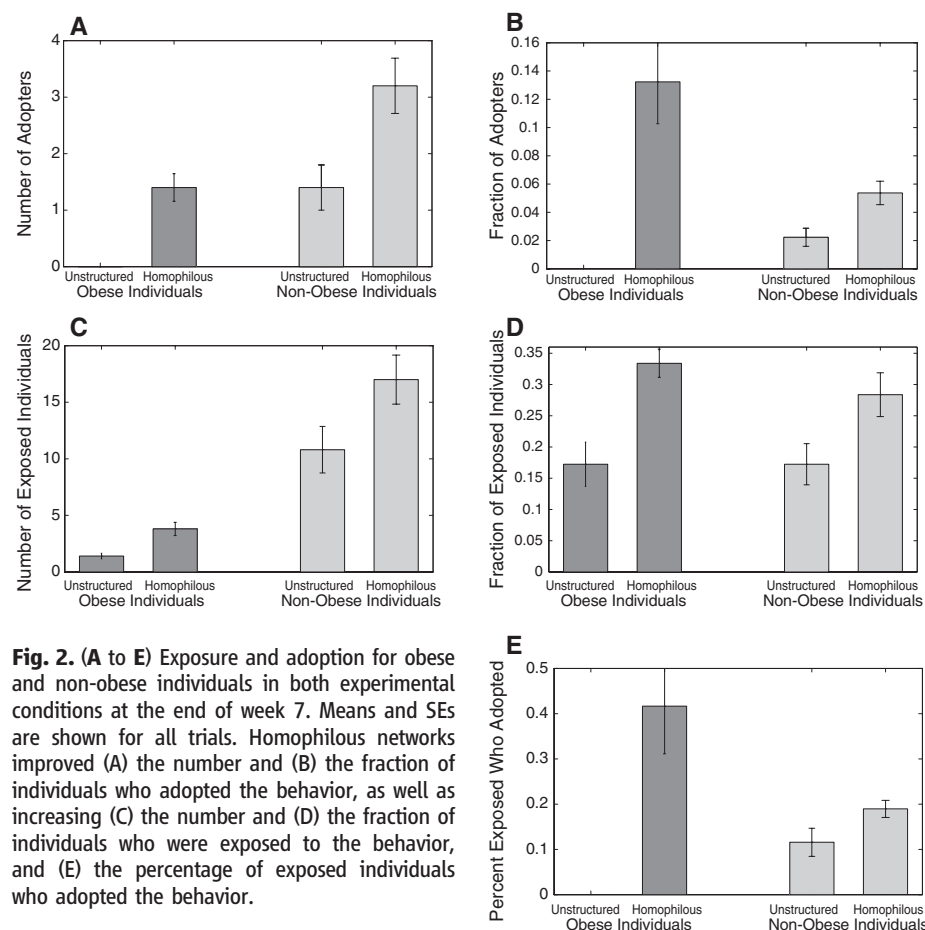 A
Number of Adopters
4
3
2
1
0
Unstructured Homophilous Unstructured Homophilous
Obese Individuals Non-Obese Individuals
B
Fraction of Adopters
0.16
0.14
0.12
0.1
0.08
0.06
0.04
0.02
0
Unstructured Homophilous Unstructured Homophilous
Obese Individuals Non-Obese Individuals
C
Number of Exposed Individuals
20
15
10
5
0
Unstructured Homophilous Unstructured Homophilous
Obese Individuals Non-Obese Individuals
D
Fraction of Exposed Individuals
0.35
0.3
0.25
0.2
0.15
0.1
0.05
0
Unstructured Homophilous Unstructured Homophilous
Obese Individuals Non-Obese Individuals
Fig. 2. (A to E) Exposure and adoption for obese
and non-obese individuals in both experimental
conditions at the end of week 7. Means and SEs
are shown for all trials. Homophilous networks
improved (A) the number and (B) the fraction of
individuals who adopted the behavior, as well as
increasing (C) the number and (D) the fraction of
individuals who were exposed to the behavior,
and (E) the percentage of exposed individuals
who adopted the behavior.
E
Percent Exposed Who Adopted
0.5
0.4
0.3
0.2
0.1
0
Unstructured Homophilous Unstructured Homophilous
Obese Individuals Non-Obese Individuals